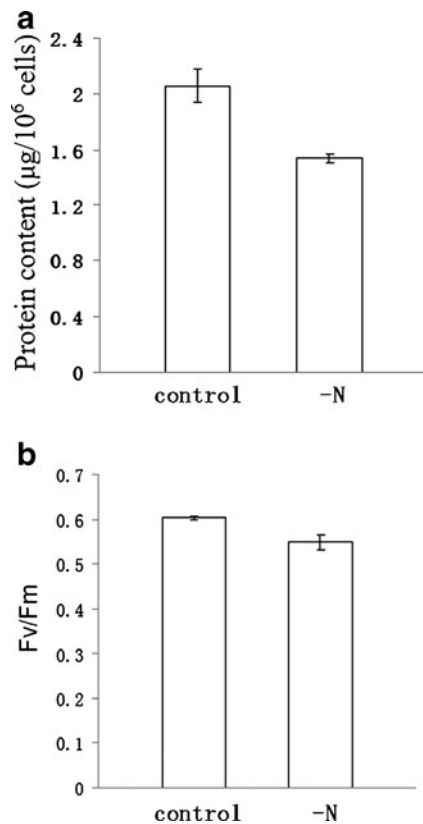 a
Protein content (µg/10⁶ cells)
2.4
2
1.6
1.2
0.8
0.4
0
control -N
b
Fv/Fm
0.7
0.6
0.5
0.4
0.3
0.2
0.1
0
control -N